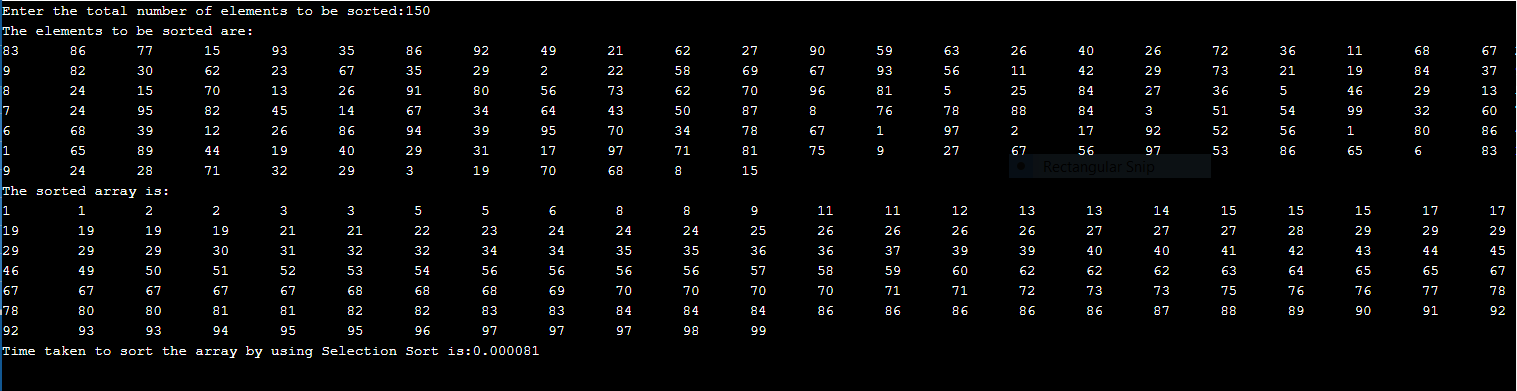 Enter the total number of elements to be sorted:150
The elements to be sorted are:
83 86 77 15 93 35 86 92 49 21 62 27 90 59 63 26 40 26 72 36 11 68 67
9 82 30 62 23 67 35 29 2 22 58 69 67 93 56 11 42 29 73 21 19 84 37
8 24 15 70 13 26 91 80 56 73 62 70 96 81 5 25 84 27 36 5 46 29 13
7 24 95 82 45 14 67 34 64 43 50 87 8 76 78 88 84 3 51 54 99 32 60
6 68 39 12 26 86 94 39 95 70 34 78 67 1 97 2 17 92 52 56 1 80 86
1 65 89 44 19 40 29 31 17 97 71 81 75 9 27 67 56 97 53 86 65 6 83
Rectangular Snip
9 24 28 71 32 29 3 19 70 68 8 15
The sorted array is:
1 1 2 2 3 3 5 5 6 8 8 9 11 11 12 13 13 14 15 15 15 17 17
19 19 19 19 21 21 22 23 24 24 24 25 26 26 26 26 27 27 27 28 29 29 29
29 29 29 30 31 32 32 34 34 35 35 36 36 37 39 39 40 40 41 42 43 44 45
46 49 50 51 52 53 54 56 56 56 56 57 58 59 60 62 62 62 63 64 65 65 67
67 67 67 67 67 68 68 68 69 70 70 70 70 71 71 72 73 73 75 76 76 77 78
78 80 80 81 81 82 82 83 83 84 84 84 86 86 86 86 86 87 88 89 90 91 92
92 93 93 94 95 95 96 97 97 97 98 99
Time taken to sort the array by using Selection Sort is:0.000081